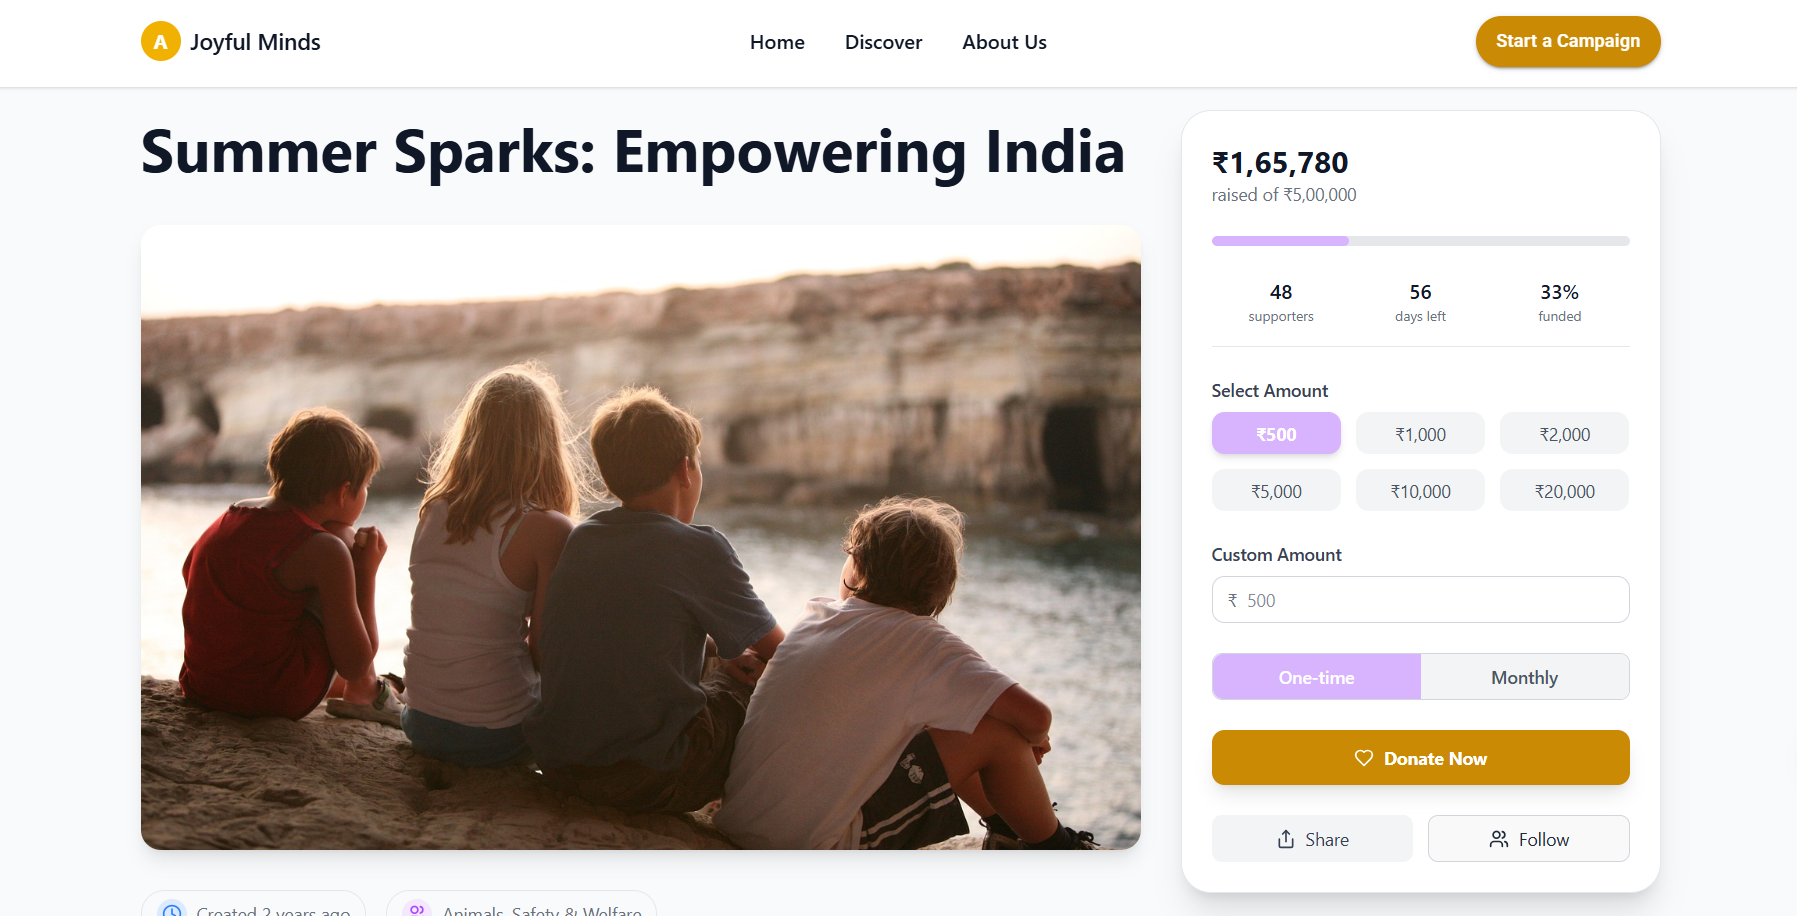 A Joyful Minds
Home Discover About Us
Start a Campaign
Summer Sparks: Empowering India
₹1,65,780
raised of ₹5,00,000
48 56 33%
supporters days left funded
Select Amount
₹500 ₹1,000 ₹2,000
₹5,000 ₹10,000 ₹20,000
Custom Amount
₹ 500
One-time Monthly
Donate Now
Share Follow
Created 2 years ago Animals, Safety & Welfare